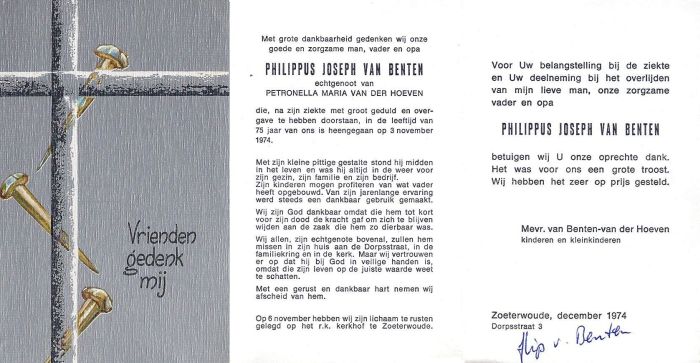 Vrienden
gedenk
mij
Met grote dankbaarheid gedenken wij onze
goede en zorgzame man, vader en opa
PHILIPPUS JOSEPH VAN BENTEN
echtgenoot van
PETRONELLA MARIA VAN DER HOEVEN
die, na zijn ziekte met groot geduld en over-
gave te hebben doorstaan, in de leeftijd van
75 jaar van ons is heengegaan op 3 november
1974.
Met zijn kleine pittige gestalte stond hij midden
in het leven en was hij altijd in de weer voor
zijn gezin, zijn familie en zijn bedrijf.
Zijn kinderen mogen profiteren van wat vader
heeft opgebouwd. Van zijn jarenlange ervaring
werd steeds een dankbaar gebruik gemaakt.
Wij zijn God dankbaar omdat die hem tot kort
voor zijn dood de kracht gaf om zich te blijven
wijden aan de zaak die hem zo dierbaar was.
Wij allen, zijn echtgenote bovenal, zullen hem
missen in zijn huis aan de Dorpsstraat, in de
familiekring en in de kerk. Maar wij vertrouwen
er op dat hij bij God in veilige handen is,
omdat die zijn leven op de juiste waarde weet
te schatten.
Met een gerust en dankbaar hart nemen wij
afscheid van hem.
Op 6 november hebben wij zijn lichaam te rusten
gelegd op het r.k. kerkhof te Zoeterwoude.
Voor Uw belangstelling bij de ziekte
en Uw deelneming bij het overlijden
van mijn lieve man, onze zorgzame
vader en opa
PHILIPPUS JOSEPH VAN BENTEN
betuigen wij U onze oprechte dank.
Het was voor ons een grote troost.
Wij hebben het zeer op prijs gesteld.
Mevr. van Benten-van der Hoeven
kinderen en kleinkinderen
Zoeterwoude, december 1974
Dorpsstraat 3
flip v. Benten